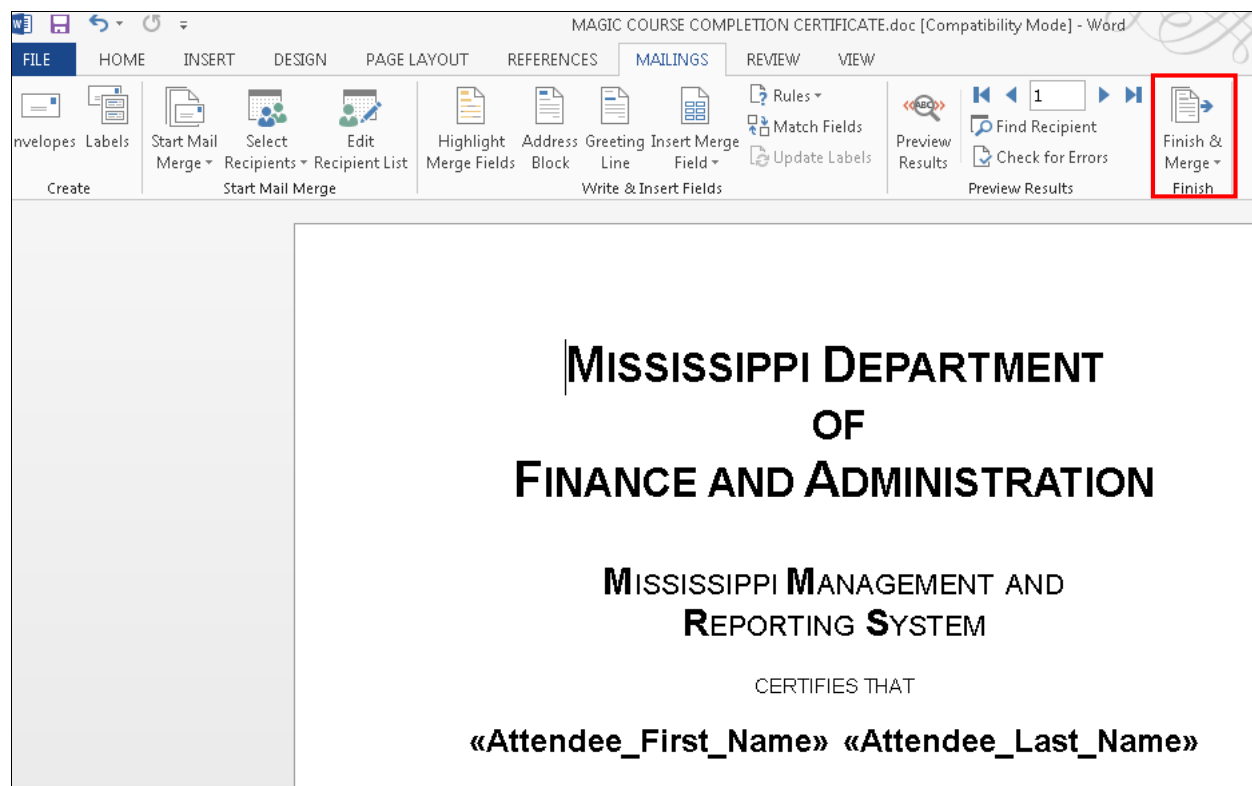 MAGIC COURSE COMPLETION CERTIFICATE.doc [Compatibility Mode] - Word
FILE HOME INSERT DESIGN PAGE LAYOUT REFERENCES MAILINGS REVIEW VIEW
nvelopes Labels Start Mail Merge Select Recipients Edit Recipient List Highlight Merge Fields Address Block Greeting Line Insert Merge Field Rules Match Fields Update Labels «ABC» Preview Results 1 Find Recipient Check for Errors Finish & Merge
Create Start Mail Merge Write & Insert Fields Preview Results Finish
MISSISSIPPI DEPARTMENT
OF
FINANCE AND ADMINISTRATION
MISSISSIPPI MANAGEMENT AND
REPORTING SYSTEM
CERTIFIES THAT
«Attendee_First_Name» «Attendee_Last_Name»